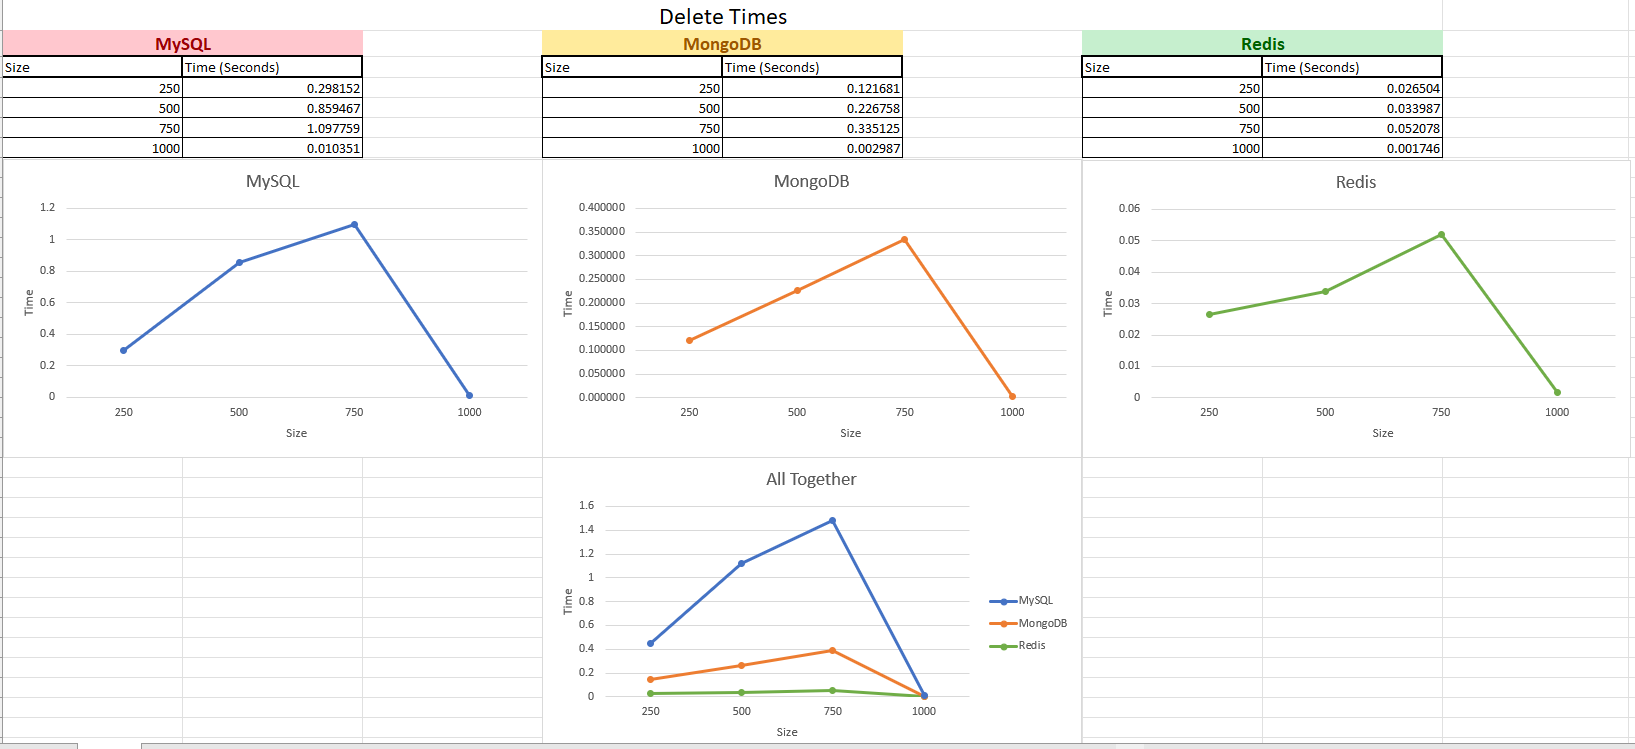 Delete Times
MySQL MongoDB Redis
Size Time (Seconds) Size Time (Seconds) Size Time (Seconds)
250 0.298152 250 0.121681 250 0.026504
500 0.859467 500 0.226758 500 0.033987
750 1.097759 750 0.335125 750 0.052078
1000 0.010351 1000 0.002987 1000 0.001746
MySQL
1.2
1
0.8
0.6
0.4
0.2
0
Time
250 500 750 1000
Size
MongoDB
0.400000
0.350000
0.300000
0.250000
0.200000
0.150000
0.100000
0.050000
0.000000
Time
250 500 750 1000
Size
Redis
0.06
0.05
0.04
0.03
0.02
0.01
0
Time
250 500 750 1000
Size
All Together
1.6
1.4
1.2
1
0.8
0.6
0.4
0.2
0
Time
250 500 750 1000
Size
MySQL
MongoDB
Redis